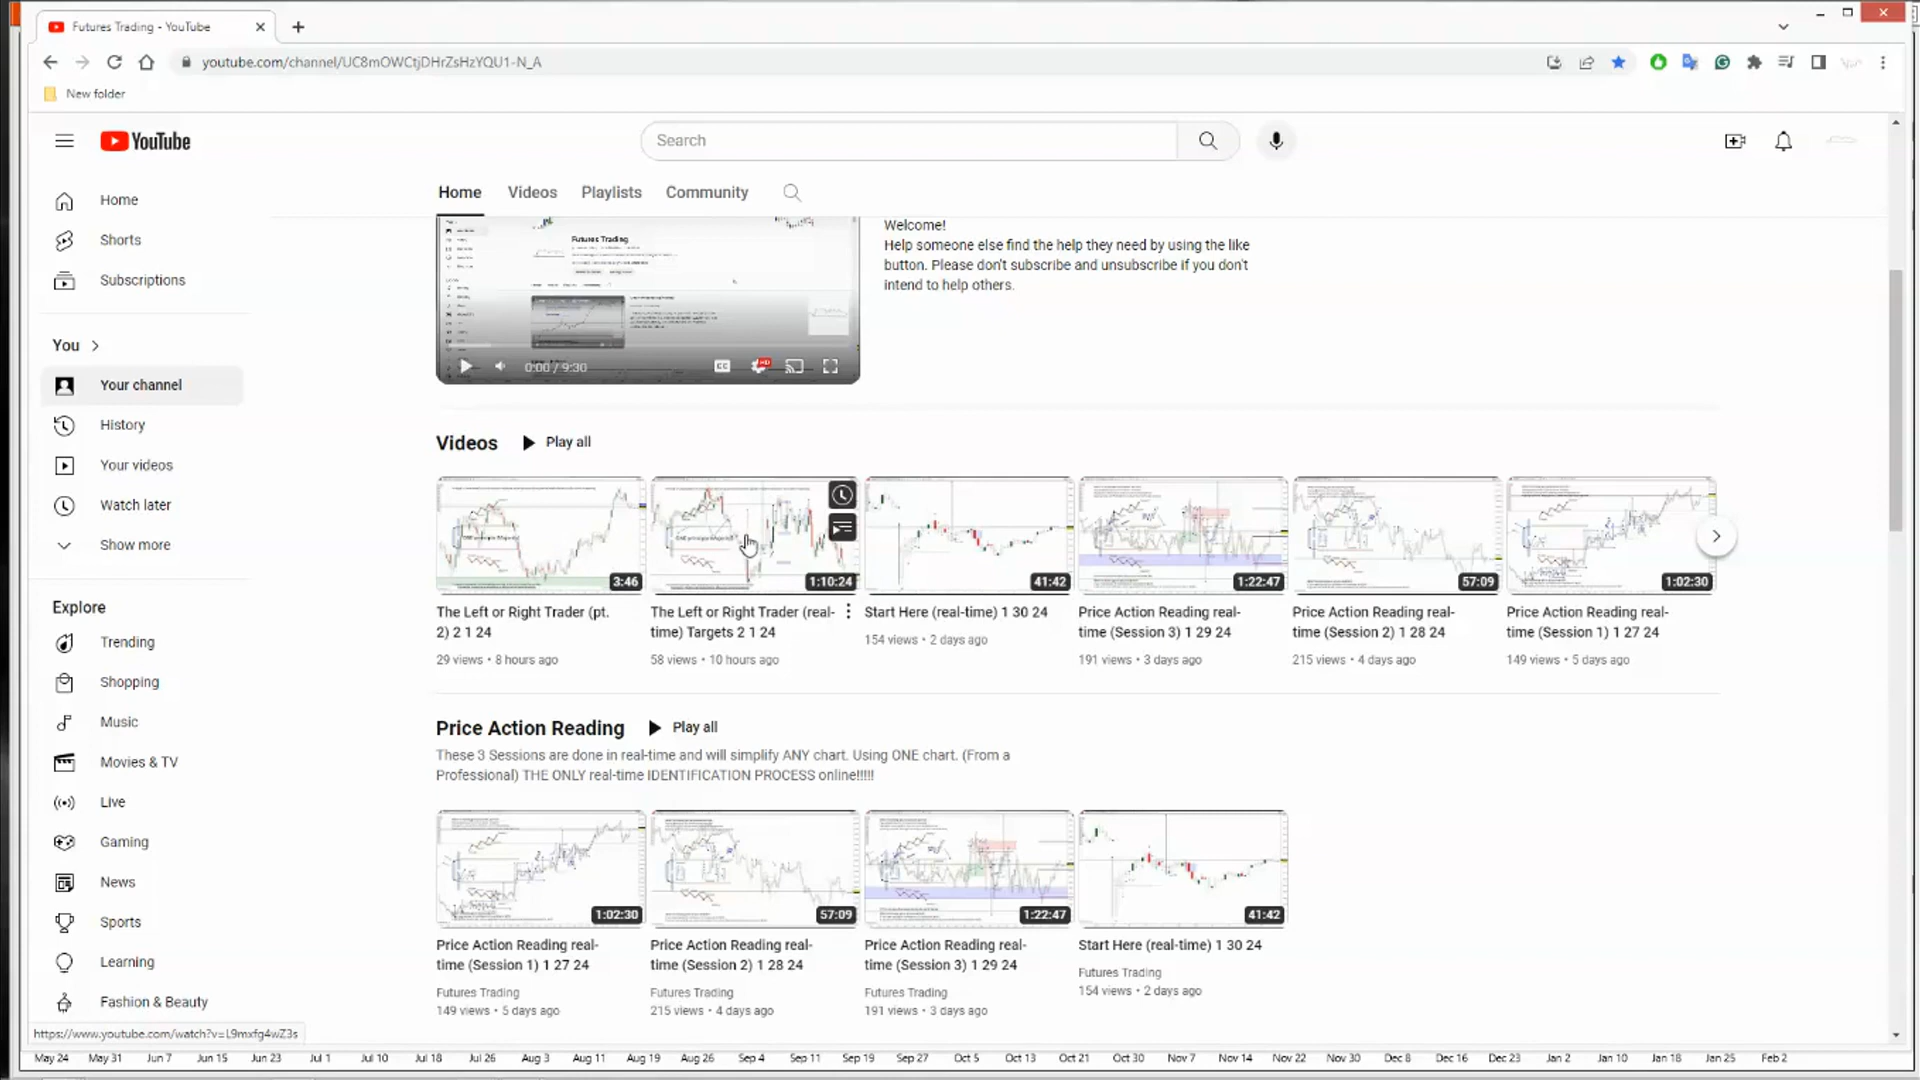 Futures Trading - YouTube
youtube.com/channel/UC8mOWCtjDHrZsHzYQU1-N_A
New folder
YouTube
Search
Home
Videos
Playlists
Community
Home
Shorts
Subscriptions
You
Your channel
History
Your videos
Watch later
Show more
Explore
Trending
Shopping
Music
Movies & TV
Live
Gaming
News
Sports
Learning
Fashion & Beauty
Futures Trading
0:00 / 9:30
CC
HD
Welcome!
Help someone else find the help they need by using the like
button. Please don't subscribe and unsubscribe if you don't
intend to help others.
Videos
Play all
3:46
The Left or Right Trader (pt.
2) 2 1 24
29 views • 8 hours ago
1:10:24
The Left or Right Trader (real-
time) Targets 2 1 24
58 views • 10 hours ago
41:42
Start Here (real-time) 1 30 24
154 views • 2 days ago
1:22:47
Price Action Reading real-
time (Session 3) 1 29 24
191 views • 3 days ago
57:09
Price Action Reading real-
time (Session 2) 1 28 24
215 views • 4 days ago
1:02:30
Price Action Reading real-
time (Session 1) 1 27 24
149 views • 5 days ago
Price Action Reading
Play all
These 3 Sessions are done in real-time and will simplify ANY chart. Using ONE chart. (From a
Professional) THE ONLY real-time IDENTIFICATION PROCESS online!!!!!
1:02:30
Price Action Reading real-
time (Session 1) 1 27 24
Futures Trading
149 views • 5 days ago
57:09
Price Action Reading real-
time (Session 2) 1 28 24
Futures Trading
215 views • 4 days ago
1:22:47
Price Action Reading real-
time (Session 3) 1 29 24
Futures Trading
191 views • 3 days ago
41:42
Start Here (real-time) 1 30 24
Futures Trading
154 views • 2 days ago
https://www.youtube.com/watch?v=L9mxfg4wZ3s
May 24 May 31 Jun 7 Jun 15 Jun 23 Jul 1 Jul 10 Jul 18 Jul 26 Aug 3 Aug 11 Aug 19 Aug 26 Sep 4 Sep 11 Sep 19 Sep 27 Oct 5 Oct 13 Oct 21 Oct 30 Nov 7 Nov 14 Nov 22 Nov 30 Dec 8 Dec 16 Dec 23 Jan 2 Jan 10 Jan 18 Jan 25 Feb 2